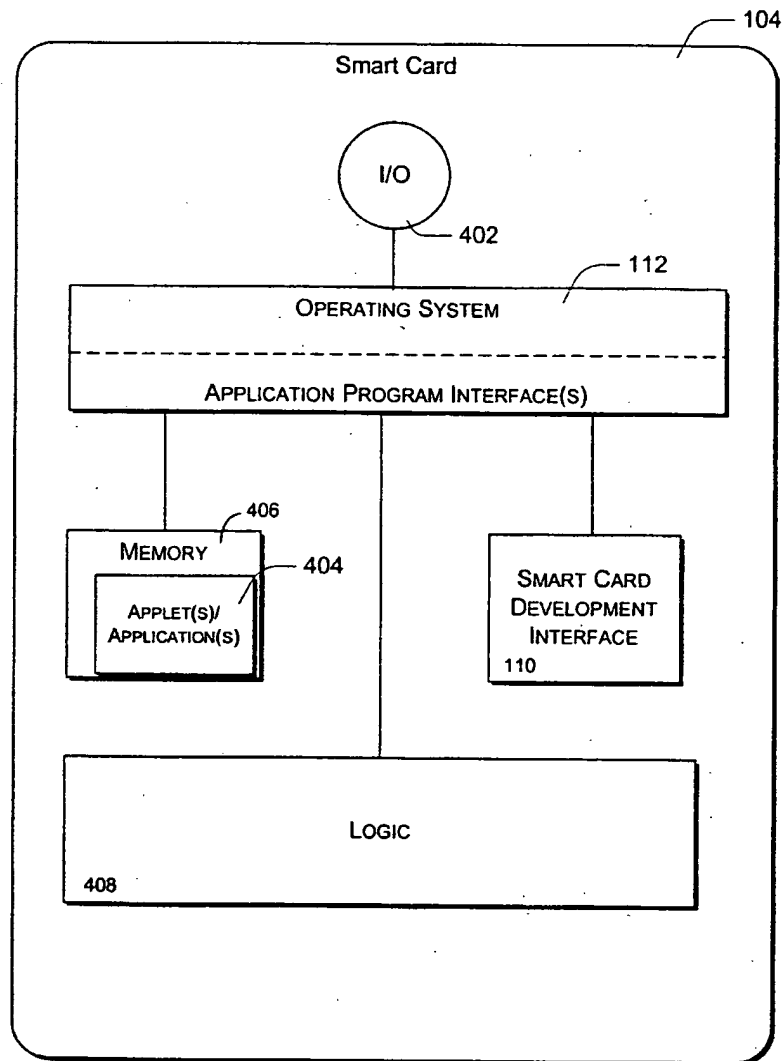 104
Smart Card
I/O
402
112
OPERATING SYSTEM
APPLICATION PROGRAM INTERFACE(S)
406
MEMORY
404
APPLET(S)/
APPLICATION(S)
SMART CARD
DEVELOPMENT
INTERFACE
110
LOGIC
408